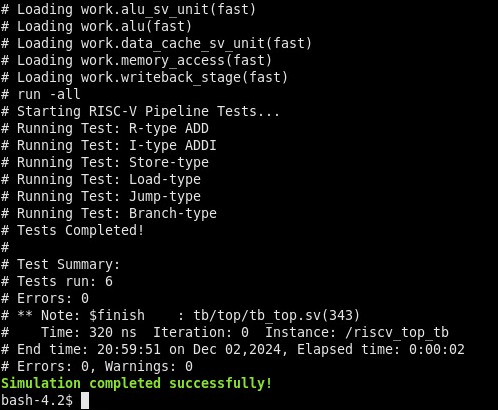 # Loading work.alu_sv_unit(fast)
# Loading work.alu(fast)
# Loading work.data_cache_sv_unit(fast)
# Loading work.memory_access(fast)
# Loading work.writeback_stage(fast)
# run -all
# Starting RISC-V Pipeline Tests...
# Running Test: R-type ADD
# Running Test: I-type ADDI
# Running Test: Store-type
# Running Test: Load-type
# Running Test: Jump-type
# Running Test: Branch-type
# Tests Completed!
#
# Test Summary:
# Tests run: 6
# Errors: 0
# ** Note: $finish    : tb/top/tb_top.sv(343)
#    Time: 320 ns  Iteration: 0  Instance: /riscv_top_tb
# End time: 20:59:51 on Dec 02,2024, Elapsed time: 0:00:02
# Errors: 0, Warnings: 0
Simulation completed successfully!
bash-4.2$